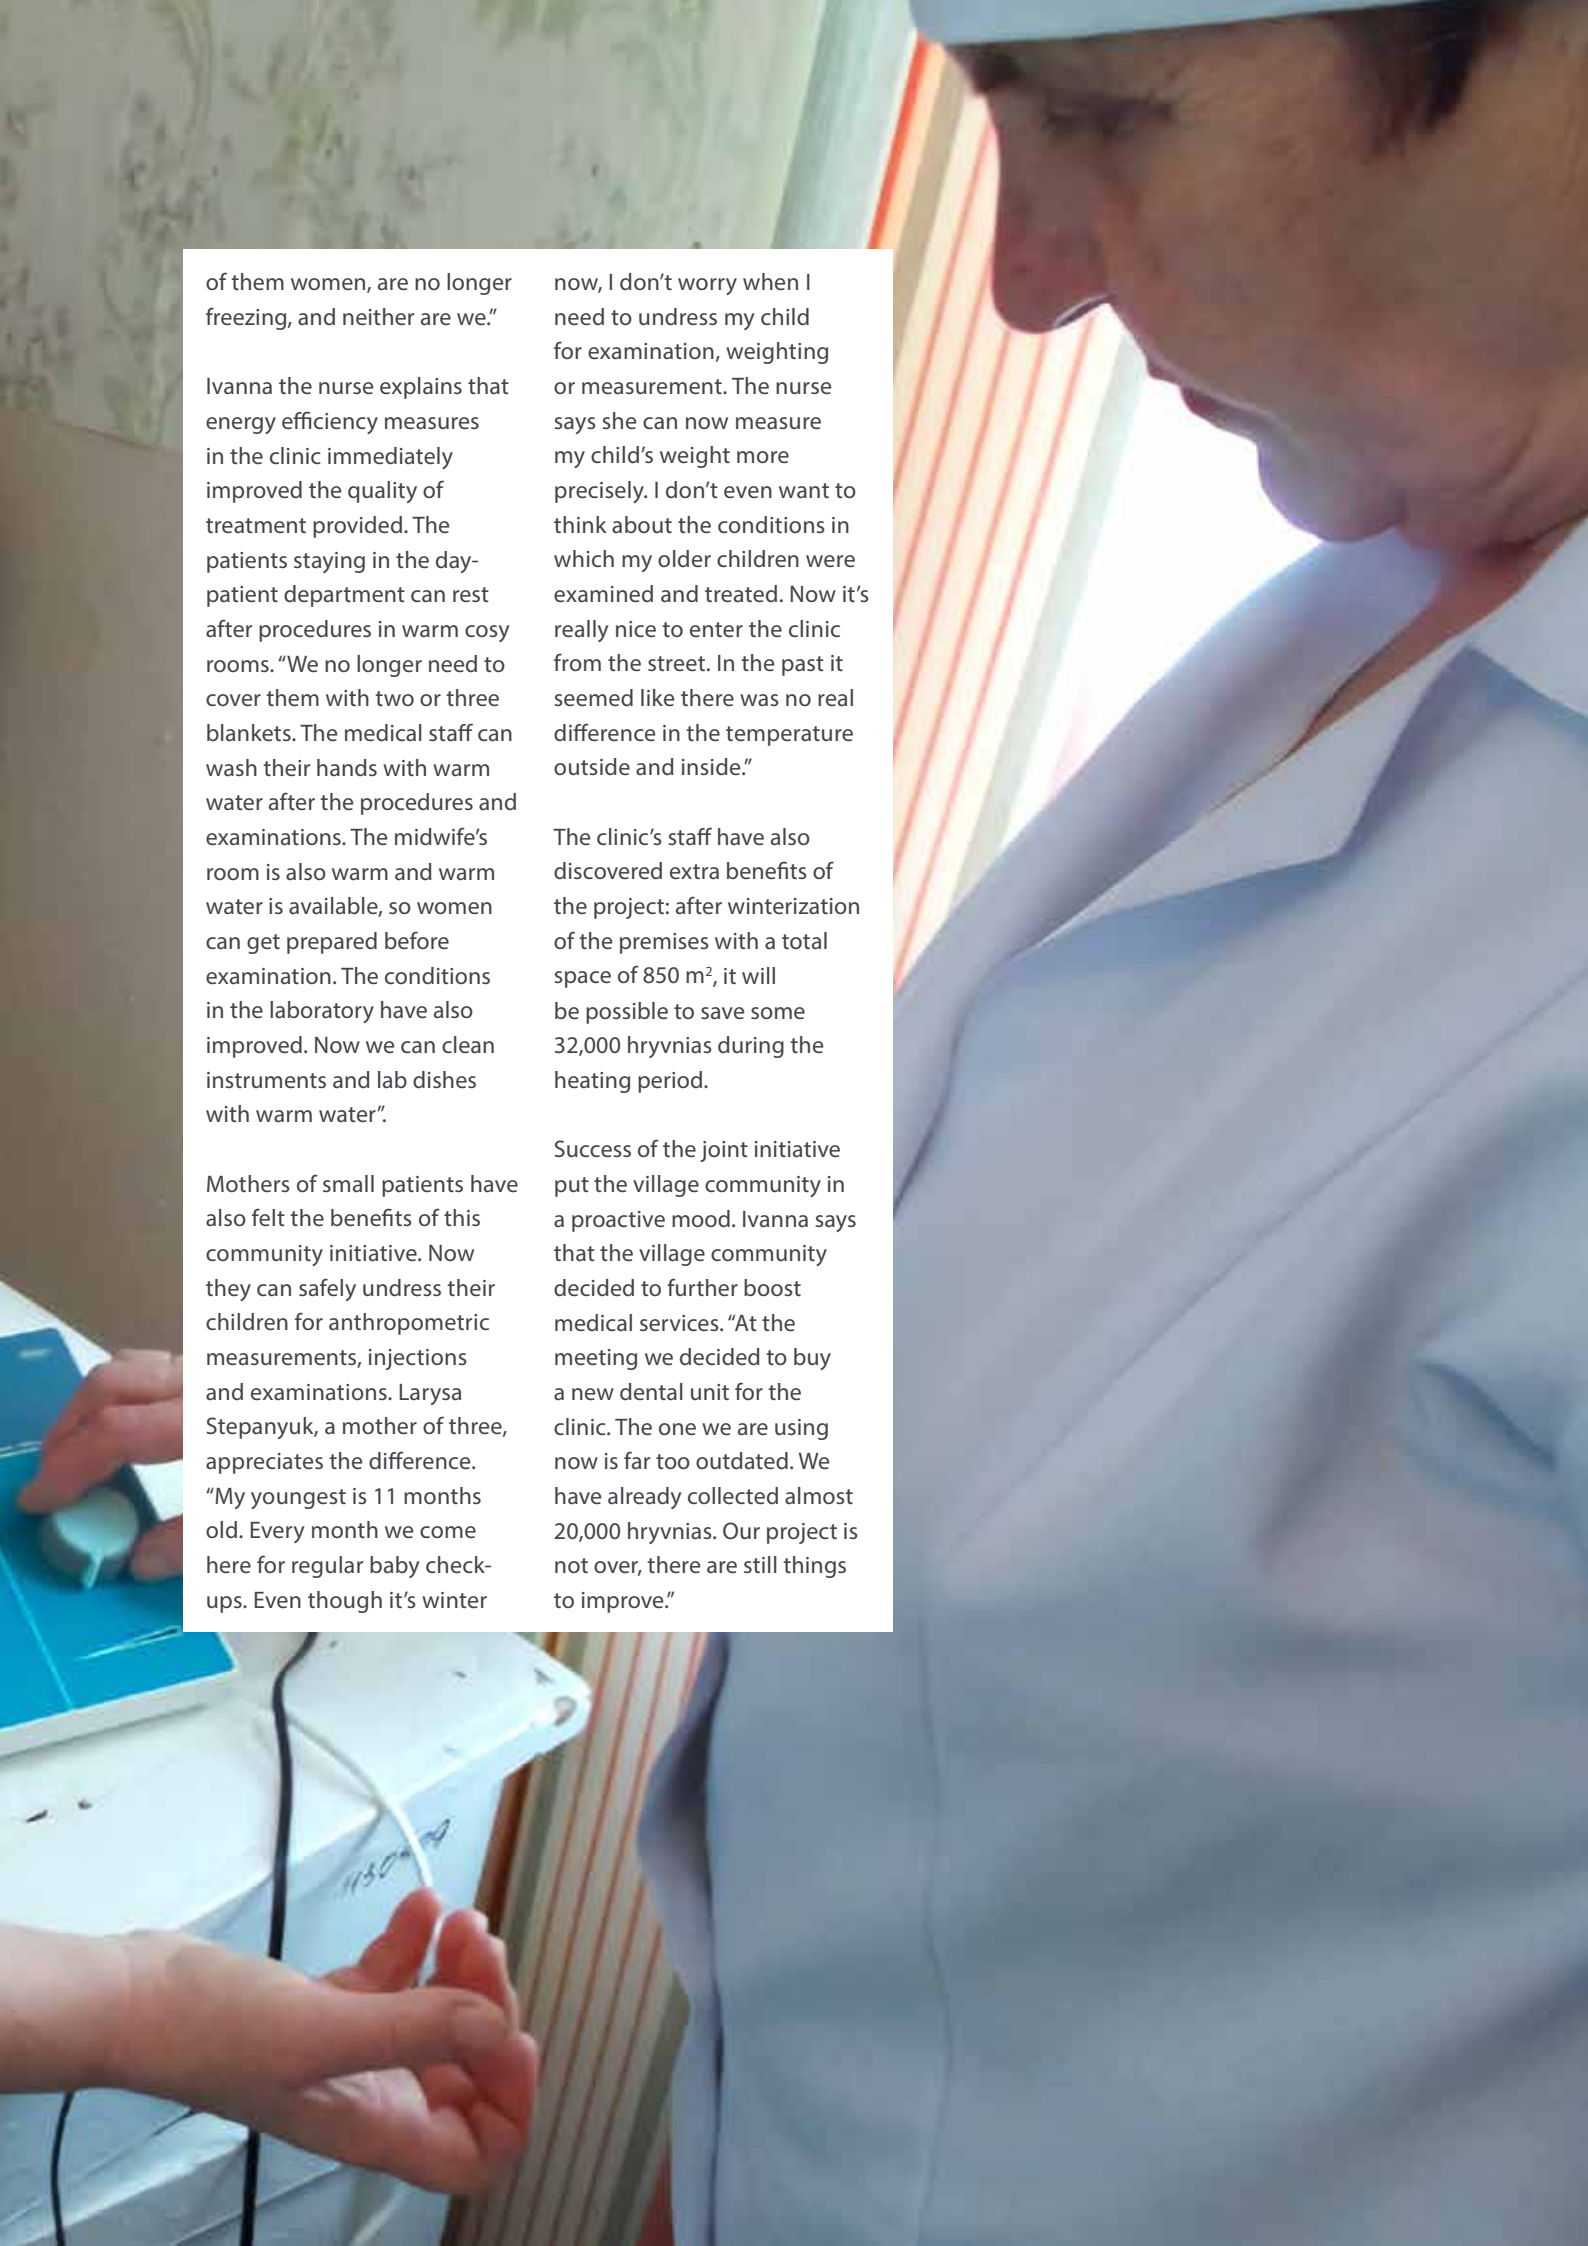 of them women, are no longer
freezing, and neither are we.”
Ivanna the nurse explains that
energy efficiency measures
in the clinic immediately
improved the quality of
treatment provided. The
patients staying in the day-
patient department can rest
after procedures in warm cosy
rooms. “We no longer need to
cover them with two or three
blankets. The medical staff can
wash their hands with warm
water after the procedures and
examinations. The midwife’s
room is also warm and warm
water is available, so women
can get prepared before
examination. The conditions
in the laboratory have also
improved. Now we can clean
instruments and lab dishes
with warm water”.
Mothers of small patients have
also felt the benefits of this
community initiative. Now
they can safely undress their
children for anthropometric
measurements, injections
and examinations. Larysa
Stepanyuk, a mother of three,
appreciates the difference.
“My youngest is 11 months
old. Every month we come
here for regular baby check-
ups. Even though it’s winter
now, I don’t worry when I
need to undress my child
for examination, weighting
or measurement. The nurse
says she can now measure
my child’s weight more
precisely. I don’t even want to
think about the conditions in
which my older children were
examined and treated. Now it’s
really nice to enter the clinic
from the street. In the past it
seemed like there was no real
difference in the temperature
outside and inside.”
The clinic’s staff have also
discovered extra benefits of
the project: after winterization
of the premises with a total
space of 850 m², it will
be possible to save some
32,000 hryvnias during the
heating period.
Success of the joint initiative
put the village community in
a proactive mood. Ivanna says
that the village community
decided to further boost
medical services. “At the
meeting we decided to buy
a new dental unit for the
clinic. The one we are using
now is far too outdated. We
have already collected almost
20,000 hryvnias. Our project is
not over, there are still things
to improve.”